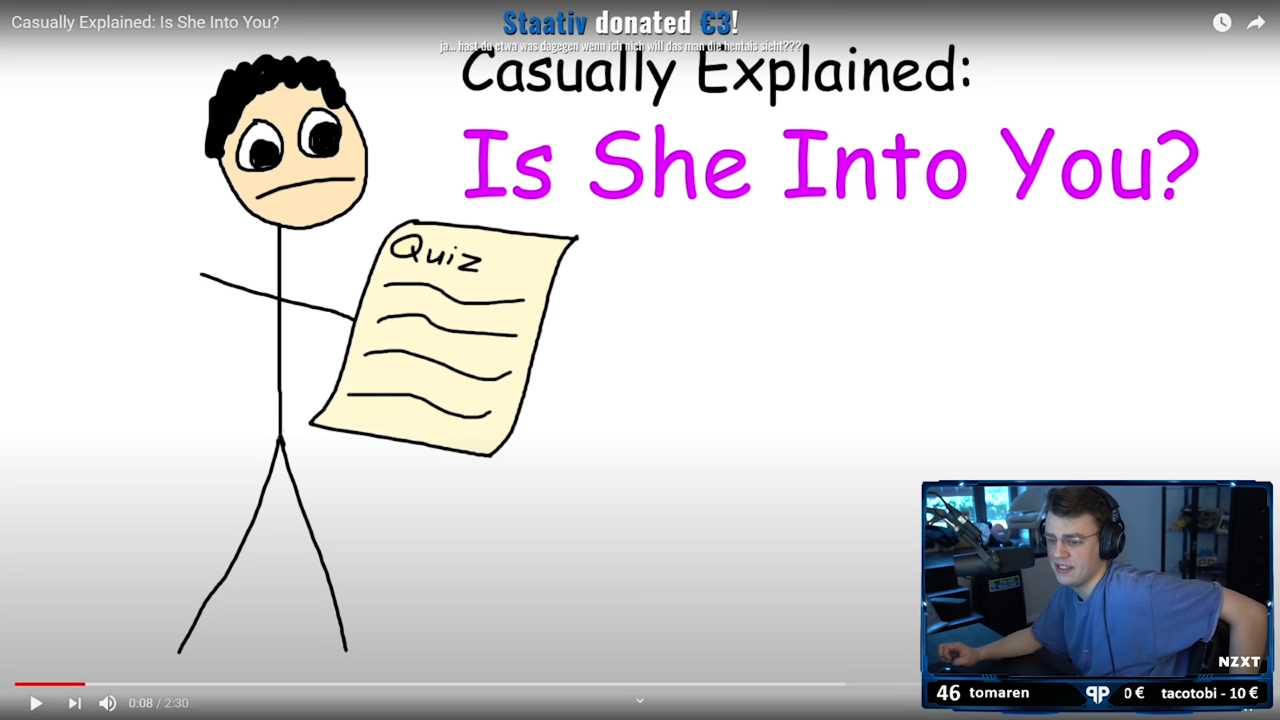 Casually Explained: Is She Into You?
Staativ donated €3!
ja... hast du etwa was dagegen wenn ich nich will das man die hentais sieht???
Casually Explained:
Is She Into You?
Quiz
NZXT
46 tomaren
0 € tacotobi - 10 €
0:08 / 2:30